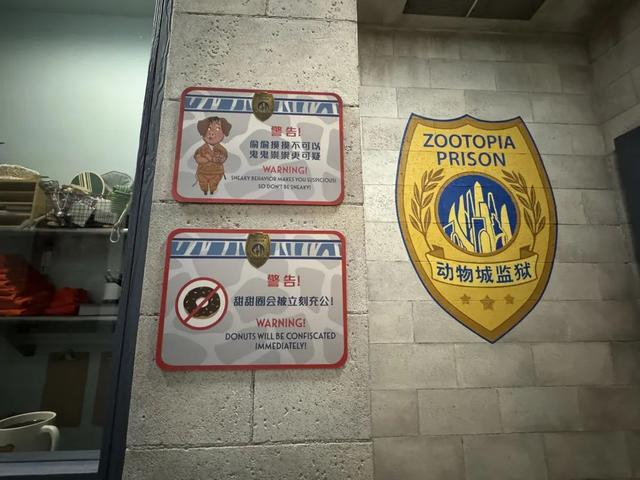 警告!
偷偷摸摸不可以
鬼鬼祟祟更可疑
WARNING!
SNEAKY BEHAVIOR MAKES YOU SUSPICIOUS!
SO DON'T BE SNEAKY!
警告!
甜甜圈会被立刻充公!
WARNING!
DONUTS WILL BE CONFISCATED
IMMEDIATELY!
ZOOTOPIA
PRISON
动物城监狱